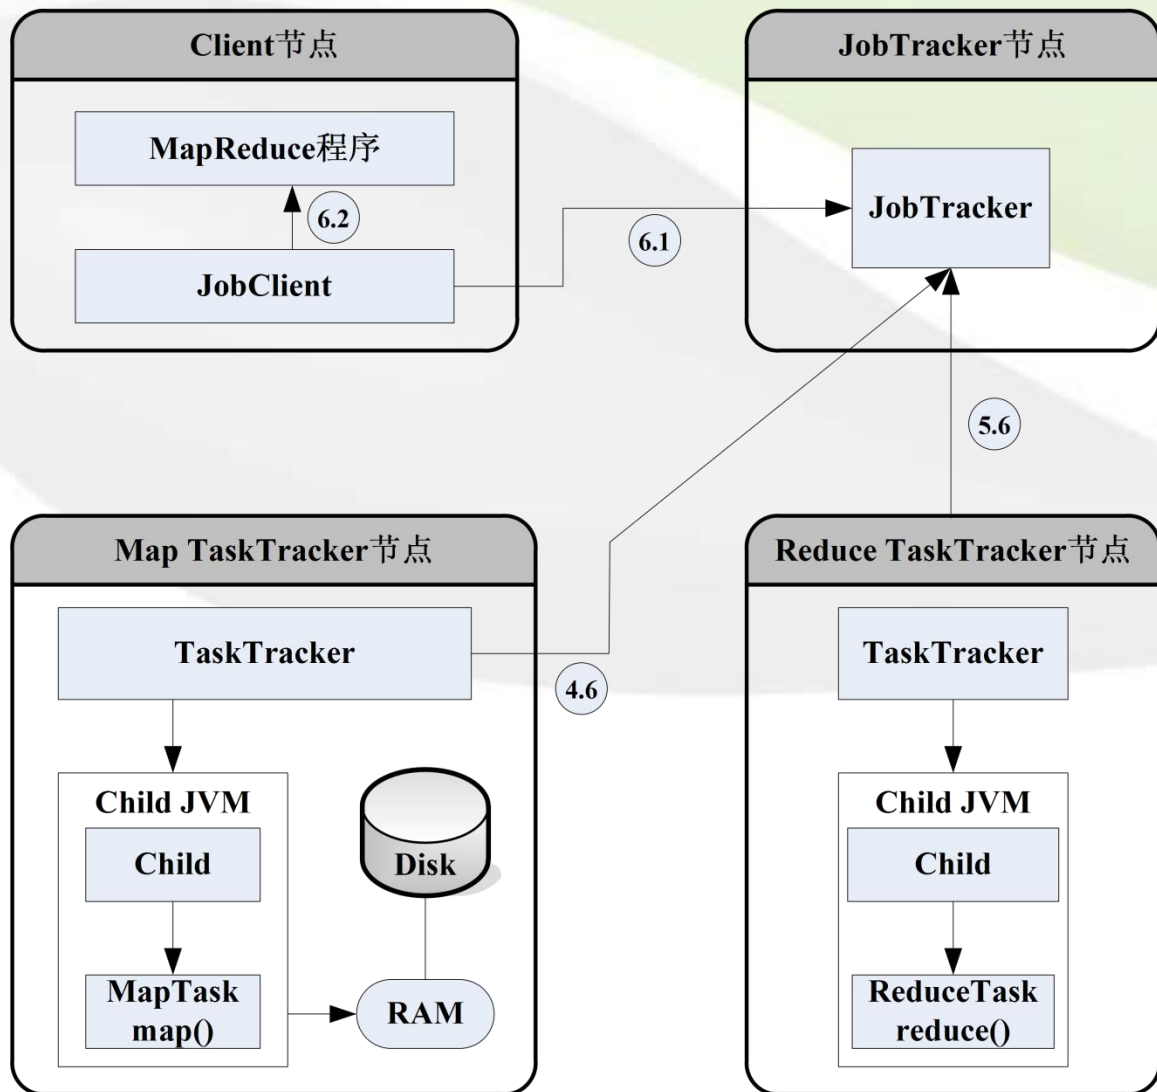 Client节点
MapReduce程序
6.2
JobClient
6.1
JobTracker节点
JobTracker
5.6
4.6
Map TaskTracker节点
TaskTracker
Child JVM
Child
MapTask
map()
Disk
RAM
Reduce TaskTracker节点
TaskTracker
Child JVM
Child
ReduceTask
reduce()